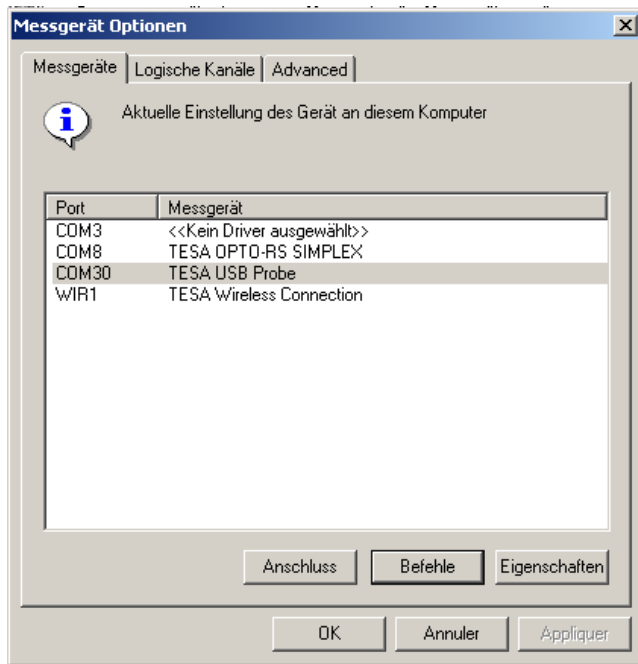 Messgerät Optionen
Messgeräte Logische Kanäle Advanced
Aktuelle Einstellung des Gerät an diesem Komputer
Port Messgerät
COM3 <<Kein Driver ausgewählt>>
COM8 TESA OPTO-RS SIMPLEX
COM30 TESA USB Probe
WIR1 TESA Wireless Connection
Anschluss Befehle Eigenschaften
OK Annuler Appliquer